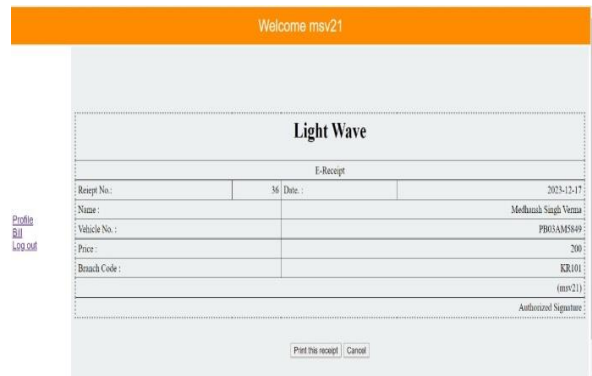 Welcome msv21
Light Wave
E-Receipt
Reiept No.: 36 Date. : 2023-12-17
Name : Medhansh Singh Verma
Vehicle No. : PB03AM5849
Price : 200
Branch Code : KR101
(msv21)
Authorized Signature
Profile
Bill
Log out
Print this receipt Cancel